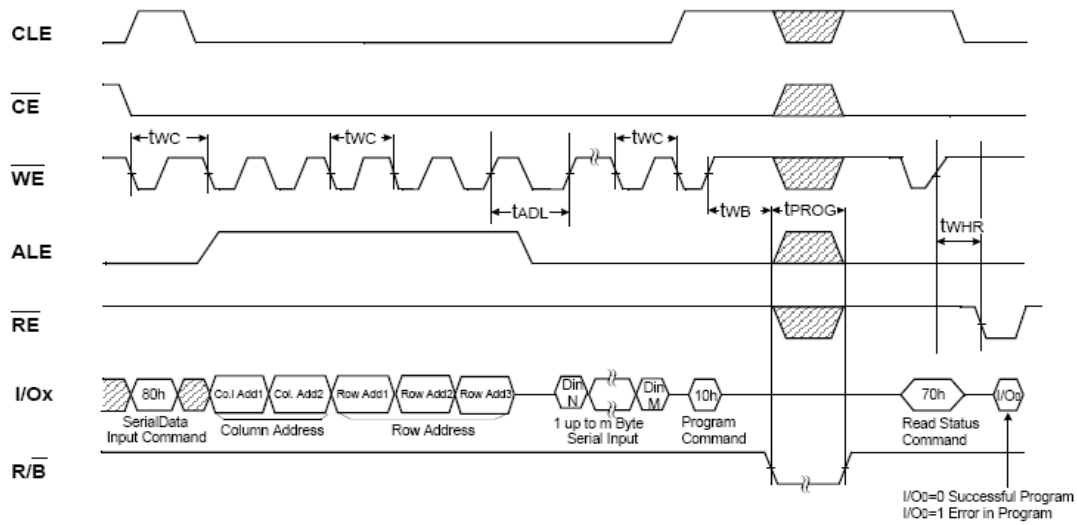 CLE
CE
tWC tWC tWC
WE
tADL tWB tPROG
ALE
tWHR
RE
I/Ox
80h Co.l Add1 Col. Add2 Row Add1 Row Add2 Row Add3 Din N Din M 10h 70h I/O0
SerialData Input Command
Column Address
Row Address
1 up to m Byte Serial Input
Program Command
Read Status Command
R/B
I/O0=0 Successful Program
I/O0=1 Error in Program